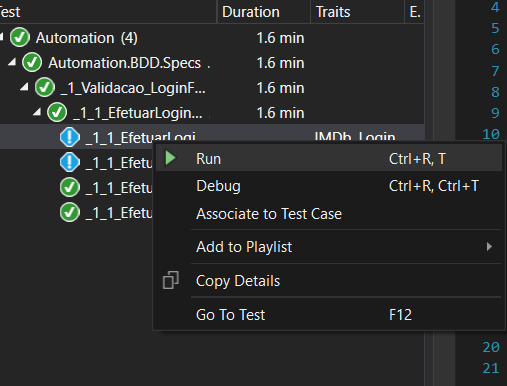 Test Duration Traits E.
Automation (4) 1.6 min
Automation.BDD.Specs . 1.6 min
_1_Validacao_LoginF... 1.6 min
_1_1_EfetuarLogin... 1.6 min
_1_1_EfetuarLogi IMDb, Login
_1_1_Efetu
_1_1_Efetu
_1_1_Efetu
Run Ctrl+R, T
Debug Ctrl+R, Ctrl+T
Associate to Test Case
Add to Playlist
Copy Details
Go To Test F12
4
5
6
7
8
9
10
20
21